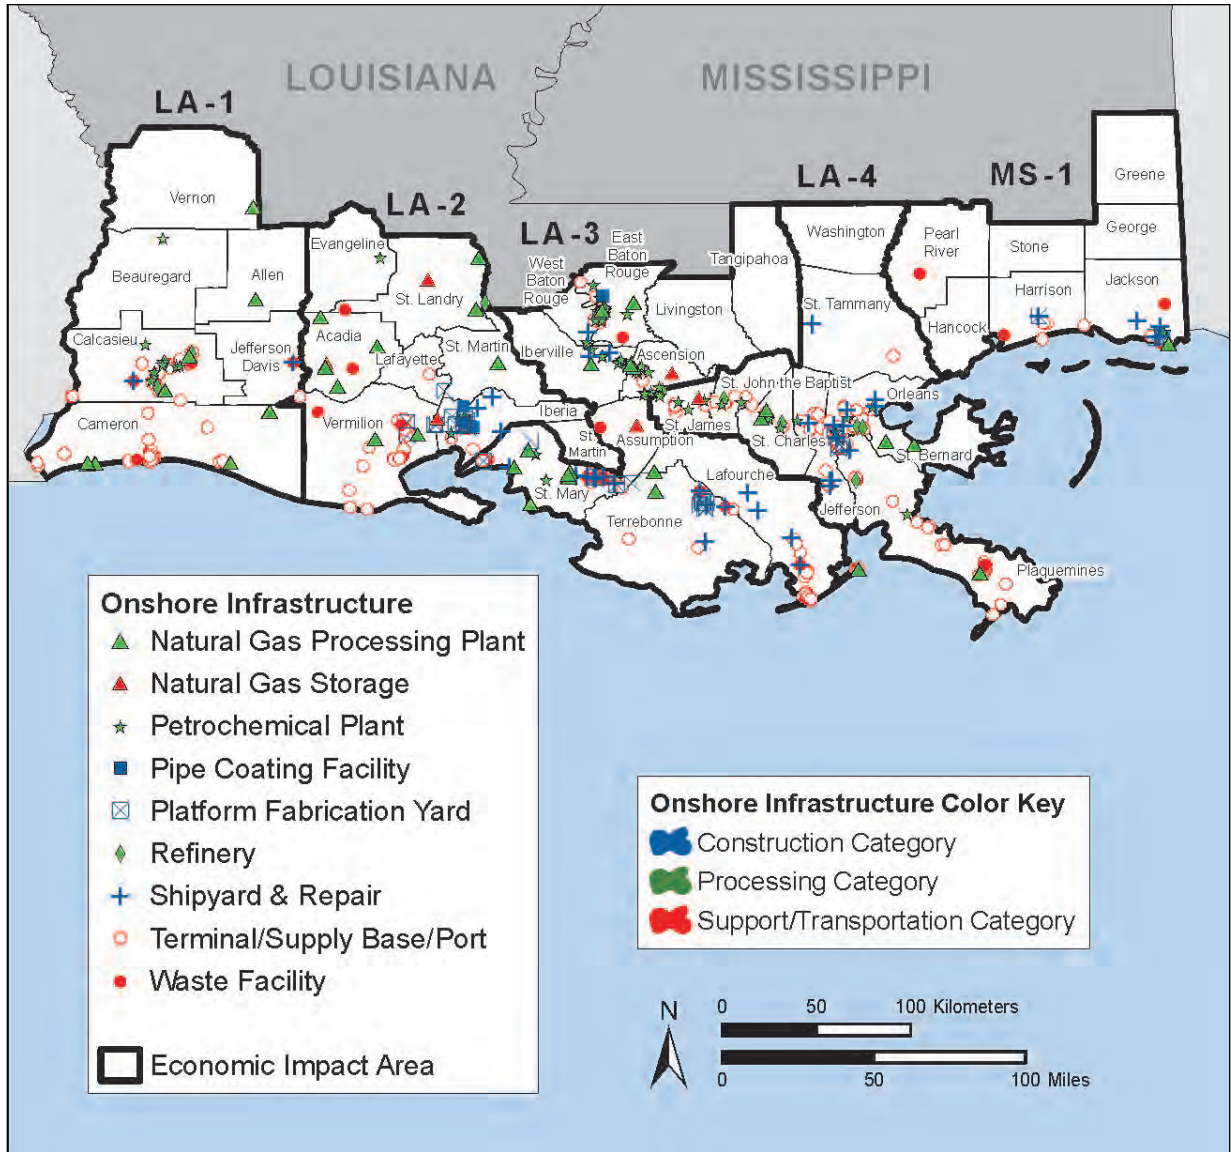 LOUISIANA
MISSISSIPPI
LA-1
LA-2
LA-3
LA-4
MS-1
Vernon
Beauregard
Allen
Calcasieu
Jefferson
Davis
Cameron
Evangeline
St. Landry
Acadia
Lafayette
St. Martin
Vermilion
Iberia
St.
Martin
St. Mary
West
Baton
Rouge
East
Baton
Rouge
Iberville
Livingston
Ascension
Tangipahoa
St. John the Baptist
St. James
Assumption
St. Charles
Lafourche
Terrebonne
Washington
St. Tammany
Orleans
St. Bernard
Jefferson
Plaquemines
Pearl
River
Hancock
Stone
Harrison
Greene
George
Jackson
Onshore Infrastructure
Natural Gas Processing Plant
Natural Gas Storage
Petrochemical Plant
Pipe Coating Facility
Platform Fabrication Yard
Refinery
Shipyard & Repair
Terminal/Supply Base/Port
Waste Facility
Economic Impact Area
Onshore Infrastructure Color Key
Construction Category
Processing Category
Support/Transportation Category
N
0 50 100 Kilometers
0 50 100 Miles